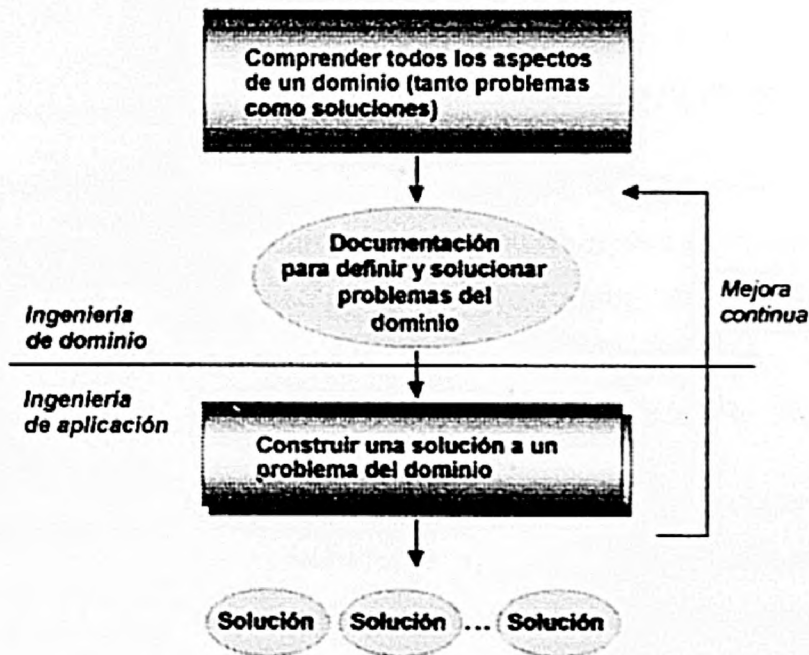 Comprender todos los aspectos
de un dominio (tanto problemas
como soluciones)
Documentación
para definir y solucionar
problemas del
dominio
Mejora
continua
Ingeniería
de dominio
Ingeniería
de aplicación
Construir una solución a un
problema del dominio
Solución Solución ... Solución